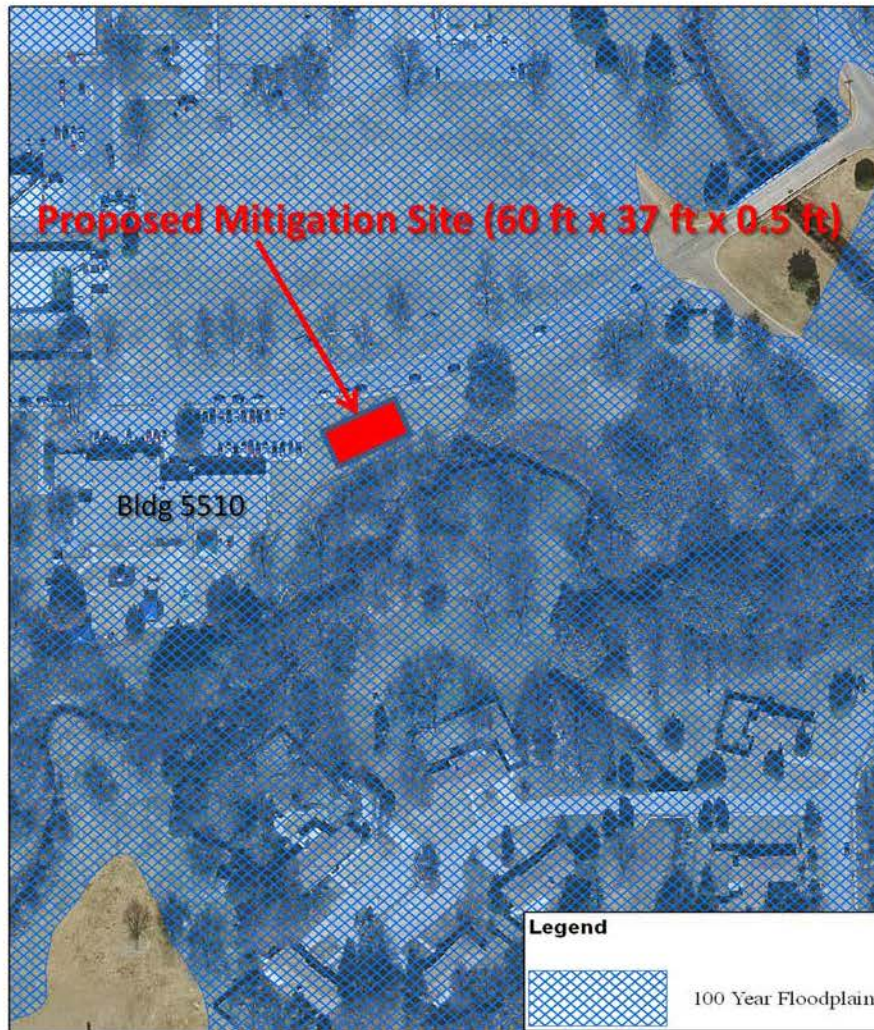 Proposed Mitigation Site (60 ft x 37 ft x 0.5 ft)
Bldg 5510
Legend
100 Year Floodplain